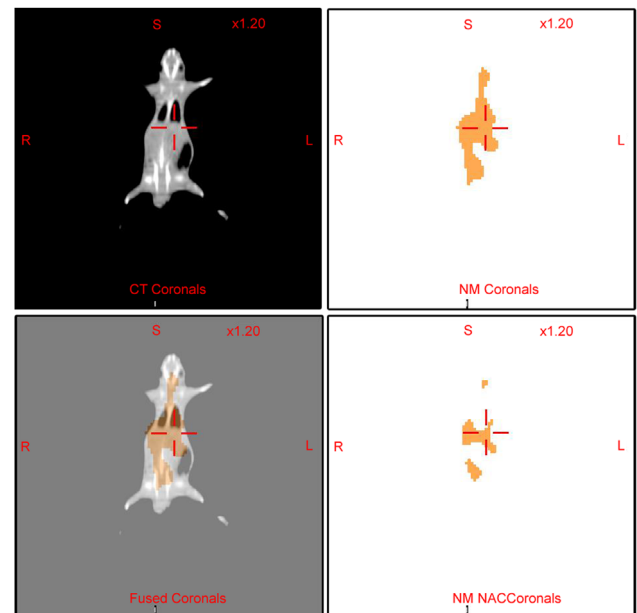 S x1.20
R L
CT Coronals
S x1.20
R L
NM Coronals
S x1.20
R L
Fused Coronals
S x1.20
R L
NM NACCoronals